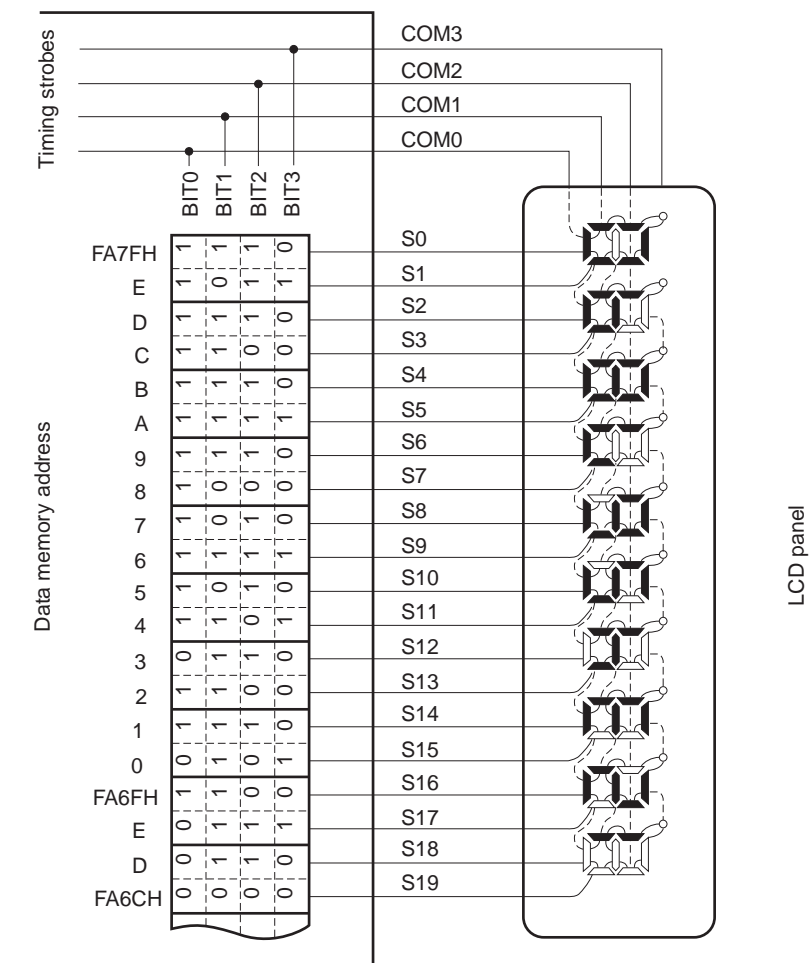 Timing strobes
COM3
COM2
COM1
COM0
BIT0 BIT1 BIT2 BIT3
Data memory address
FA7FH 1 1 1 0 S0
E 1 0 1 1 S1
D 1 1 1 0 S2
C 1 1 0 0 S3
B 1 1 1 0 S4
A 1 1 1 1 S5
9 1 1 1 0 S6
8 1 0 0 0 S7
7 1 0 1 0 S8
6 1 1 1 1 S9
5 1 0 1 0 S10
4 1 1 0 1 S11
3 0 1 1 0 S12
2 1 1 0 0 S13
1 1 1 1 0 S14
0 0 1 0 1 S15
FA6FH 1 1 0 0 S16
E 0 1 1 1 S17
D 0 1 1 0 S18
FA6CH 0 0 0 0 S19
LCD panel